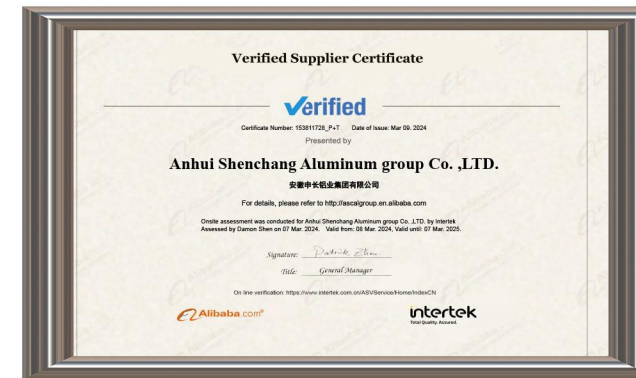 Verified Supplier Certificate
Verified
Certificate Number: 153811728_P+T Date of Issue: Mar 09. 2024
Presented by
Anhui Shenchang Aluminum group Co. ,LTD.
安徽申长铝业集团有限公司
For details, please refer to http://ascalgroup.en.alibaba.com
Onsite assessment was conducted for Anhui Shenchang Aluminum group Co. ,LTD. by Intertek
Assessed by Damon Shen on 07 Mar. 2024. Valid from: 08 Mar. 2024, Valid until: 07 Mar. 2025.
Signature: Patrick Zhou
Title: General Manager
On line verification: https://www.intertek.com.cn/ASVService/Home/IndexCN
Alibaba.com®
intertek
Total Quality. Assured.